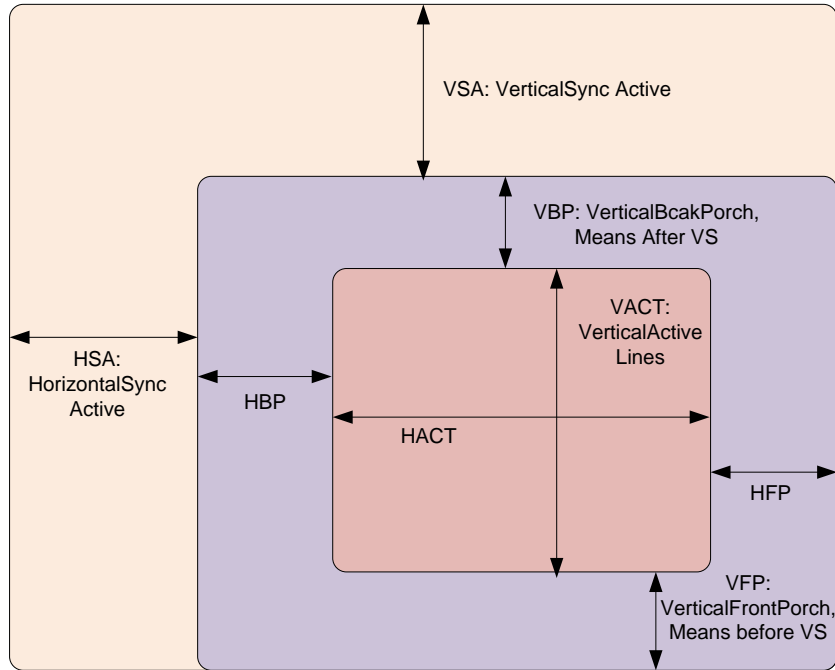 VSA: VerticalSync Active
VBP: VerticalBcakPorch,
Means After VS
VACT:
VerticalActive
Lines
HSA:
HorizontalSync
Active
HBP
HACT
HFP
VFP:
VerticalFrontPorch,
Means before VS